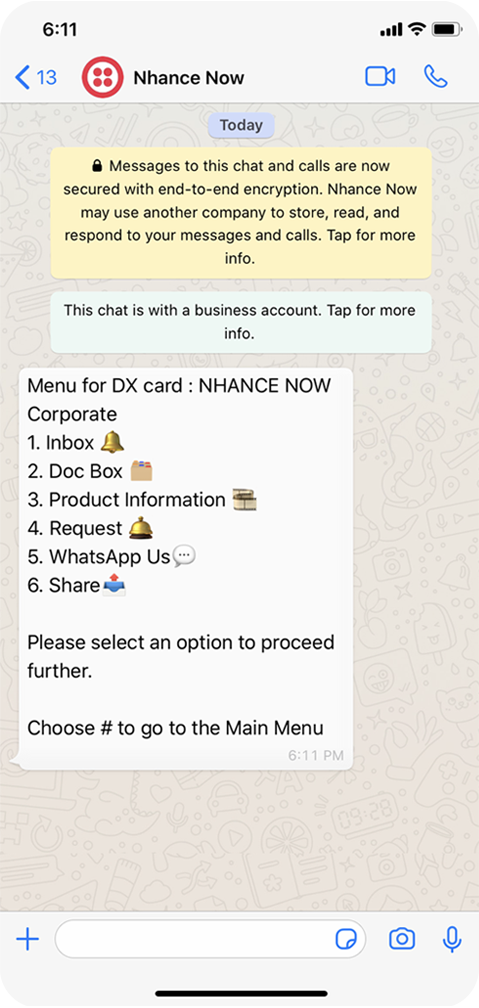 6:11
13
Nhance Now
Today
🔒 Messages to this chat and calls are now
secured with end-to-end encryption. Nhance Now
may use another company to store, read, and
respond to your messages and calls. Tap for more
info.
This chat is with a business account. Tap for more
info.
Menu for DX card : NHANCE NOW
Corporate
1. Inbox 🔔
2. Doc Box 🗂️
3. Product Information 🗃️
4. Request 🛎️
5. WhatsApp Us💬
6. Share📤
Please select an option to proceed
further.
Choose # to go to the Main Menu
6:11 PM